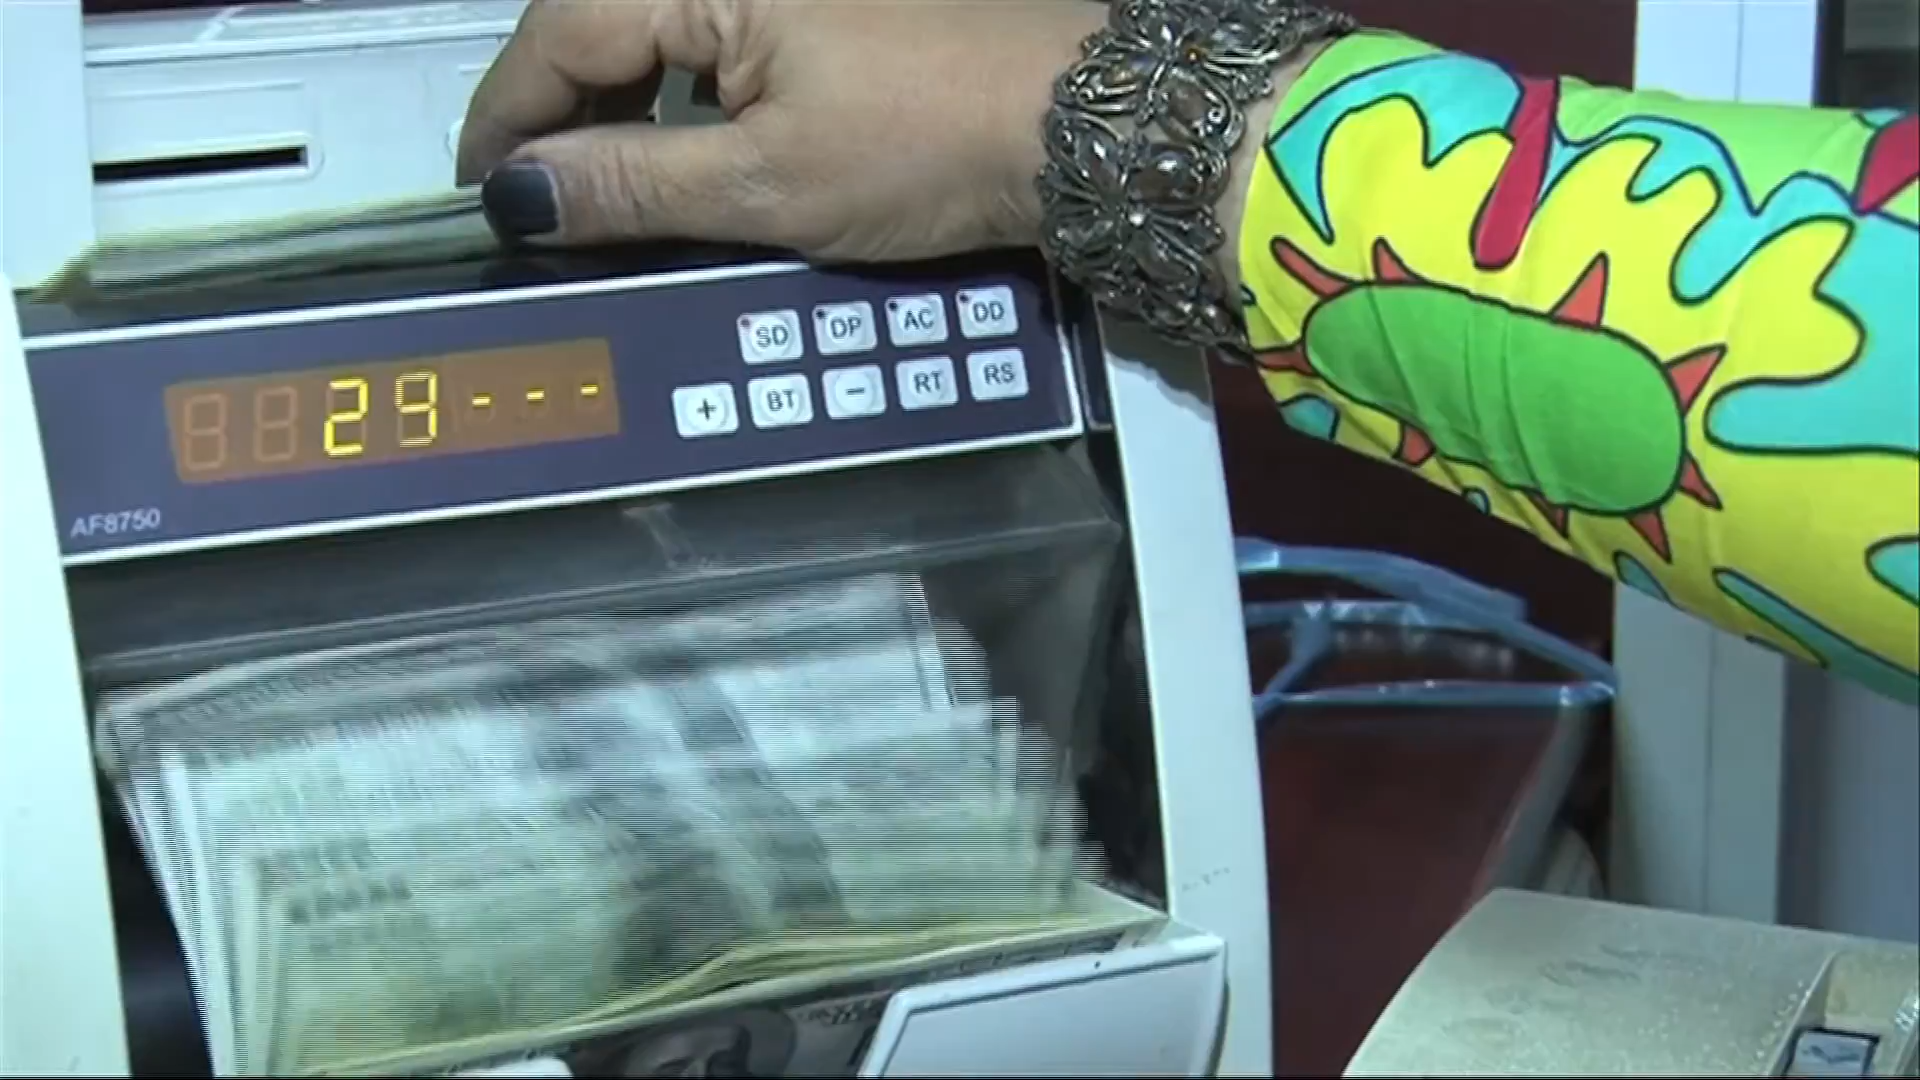 SD DP AC DD
29--- + BT - RT RS
AF8750